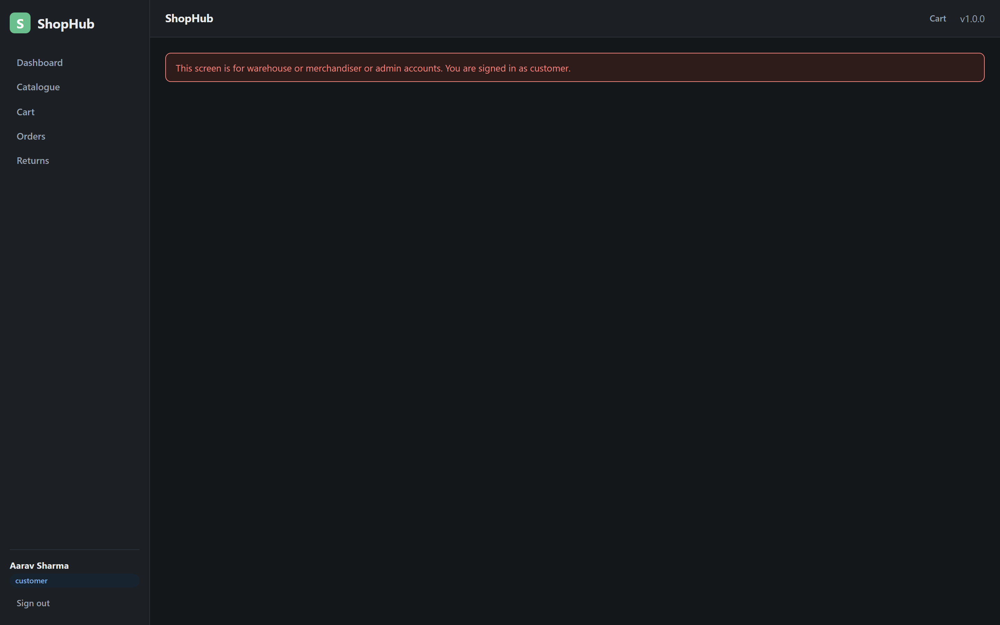 S ShopHub
Dashboard
Catalogue
Cart
Orders
Returns
Aarav Sharma
customer
Sign out
ShopHub
Cart v1.0.0
This screen is for warehouse or merchandiser or admin accounts. You are signed in as customer.